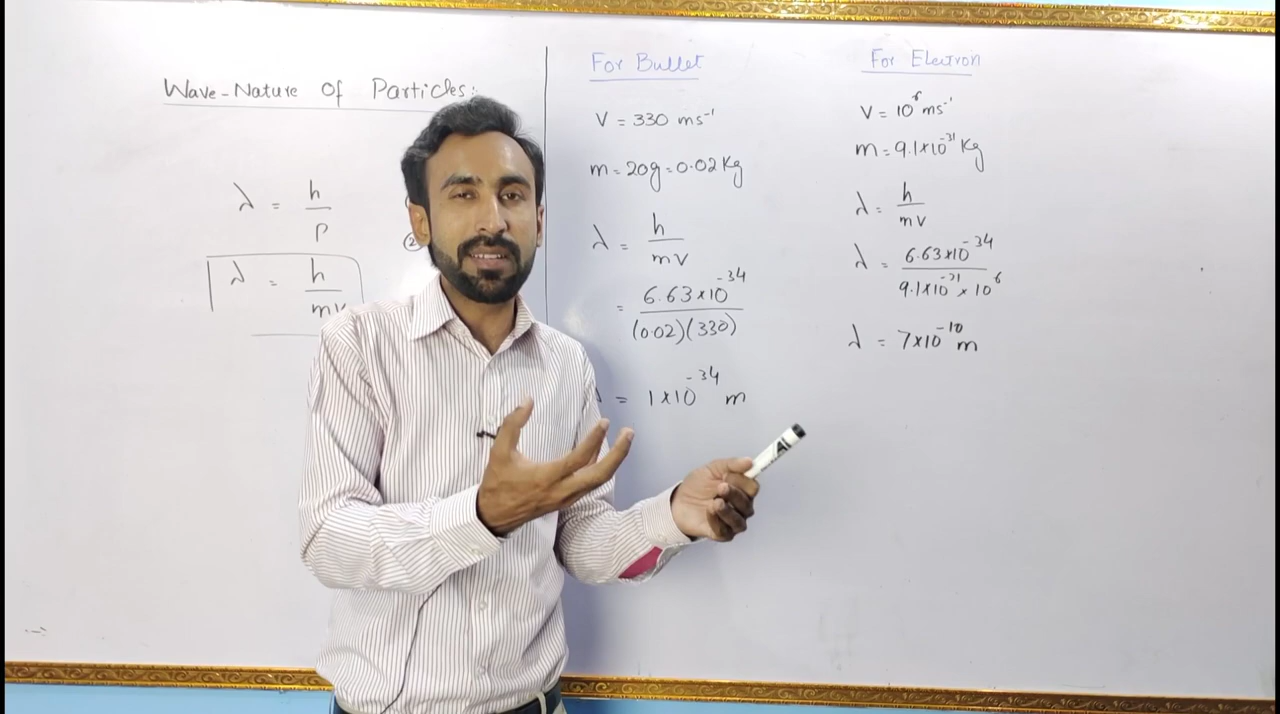 Wave-Nature Of Particles:
λ = h/p
λ = h/mv
②
For Bullet
V = 330 ms⁻¹
m = 20g = 0.02 Kg
λ = h/mv
= 6.63×10⁻³⁴/(0.02)(330)
= 1×10⁻³⁴ m
For Electron
V = 10⁶ ms⁻¹
m = 9.1×10⁻³¹ Kg
λ = h/mv
λ = 6.63×10⁻³⁴/9.1×10⁻³¹ × 10⁶
λ = 7×10⁻¹⁰ m